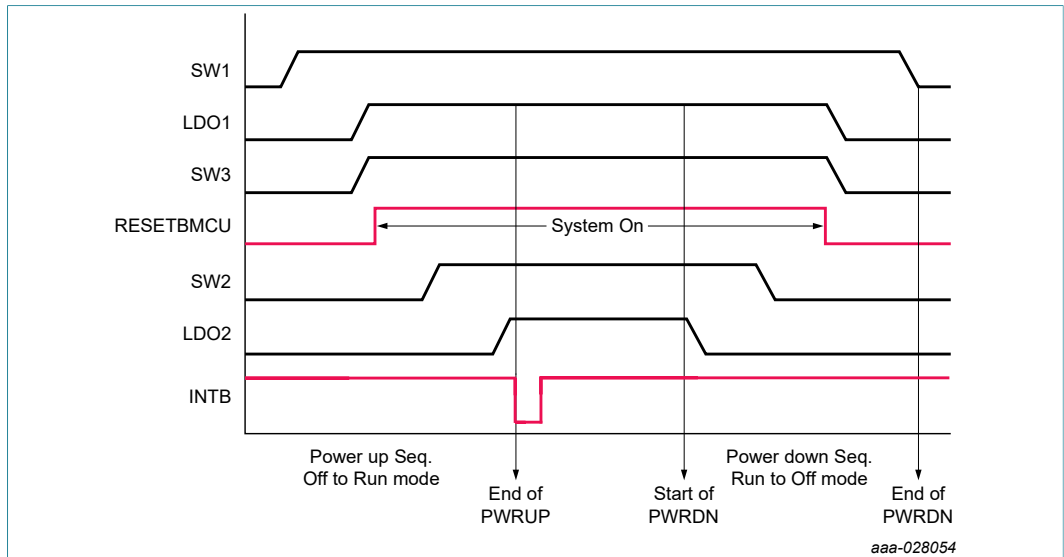 SW1
LDO1
SW3
RESETBMCU
System On
SW2
LDO2
INTB
Power up Seq.
Off to Run mode
End of
PWRUP
Start of
PWRDN
Power down Seq.
Run to Off mode
End of
PWRDN
aaa-028054